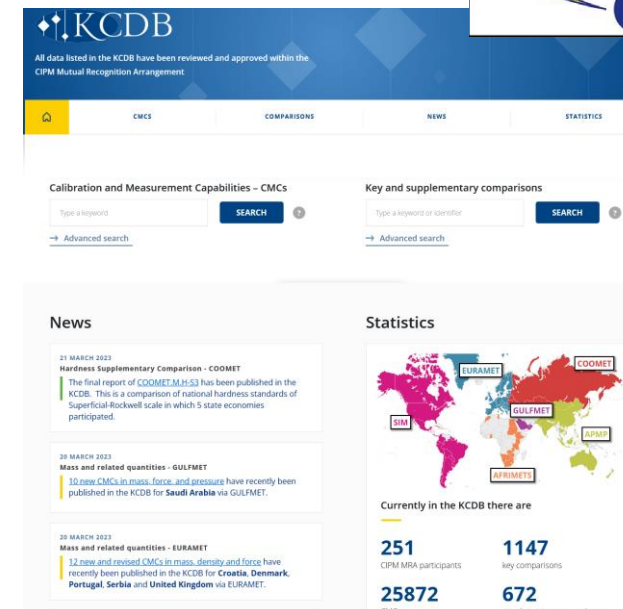 KCDB
All data listed in the KCDB have been reviewed and approved within the
CIPM Mutual Recognition Arrangement
CMCS
COMPARISONS
NEWS
STATISTICS
Calibration and Measurement Capabilities – CMCs
Type a keyword
SEARCH
?
→ Advanced search
Key and supplementary comparisons
Type a keyword or identifier
SEARCH
?
→ Advanced search
News
21 MARCH 2023
Hardness Supplementary Comparison - COOMET
The final report of COOMET.M.H-S3 has been published in the
KCDB. This is a comparison of national hardness standards of
Superficial-Rockwell scale in which 5 state economies
participated.
20 MARCH 2023
Mass and related quantities - GULFMET
10 new CMCs in mass, force, and pressure have recently been
published in the KCDB for Saudi Arabia via GULFMET.
20 MARCH 2023
Mass and related quantities - EURAMET
12 new and revised CMCs in mass, density and force have
recently been published in the KCDB for Croatia, Denmark,
Portugal, Serbia and United Kingdom via EURAMET.
Statistics
COOMET
EURAMET
GULFMET
SIM
APMP
AFRIMETS
Currently in the KCDB there are
251
CIPM MRA participants
1147
key comparisons
25872
672